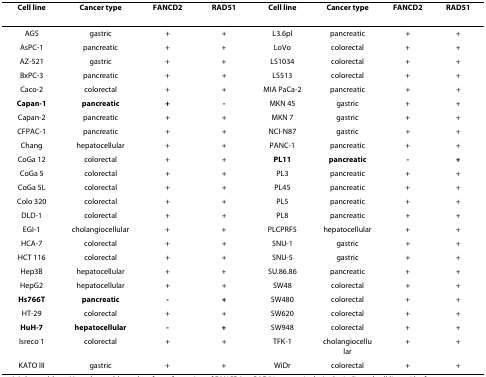 Cell line Cancer type FANCD2 RAD51 Cell line Cancer type FANCD2 RAD51
AGS gastric + + L3.6pl pancreatic + +
AsPC-1 pancreatic + + LoVo colorectal + +
AZ-521 gastric + + LS1034 colorectal + +
BxPC-3 pancreatic + + LS513 colorectal + +
Caco-2 colorectal + + MIA PaCa-2 pancreatic + +
Capan-1 pancreatic + - MKN 45 gastric + +
Capan-2 pancreatic + + MKN 7 gastric + +
CFPAC-1 pancreatic + + NCI-N87 gastric + +
Chang hepatocellular + + PANC-1 pancreatic + +
CoGa 12 colorectal + + PL11 pancreatic - +
CoGa 5 colorectal + + PL3 pancreatic + +
CoGa 5L colorectal + + PL45 pancreatic + +
Colo 320 colorectal + + PL5 pancreatic + +
DLD-1 colorectal + + PL8 pancreatic + +
EGI-1 cholangiocellular + + PLCPRF5 hepatocellular + +
HCA-7 colorectal + + SNU-1 gastric + +
HCT 116 colorectal + + SNU-5 gastric + +
Hep3B hepatocellular + + SU.86.86 pancreatic + +
HepG2 hepatocellular + + SW48 colorectal + +
Hs766T pancreatic - + SW480 colorectal + +
HT-29 colorectal + + SW620 colorectal + +
HuH-7 hepatocellular - + SW948 colorectal + +
Isreco 1 colorectal + + TFK-1 cholangiocellu + +
lar
KATO III gastric + + WiDr colorectal + +